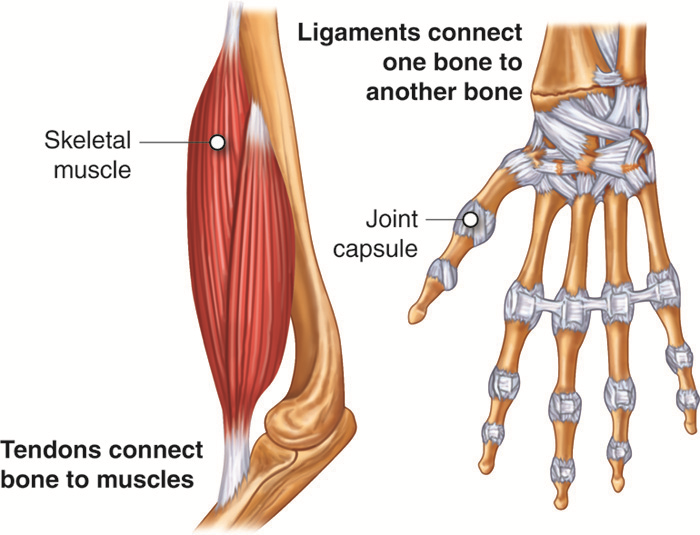 Ligaments connect
one bone to
another bone
Skeletal
muscle
Joint
capsule
Tendons connect
bone to muscles